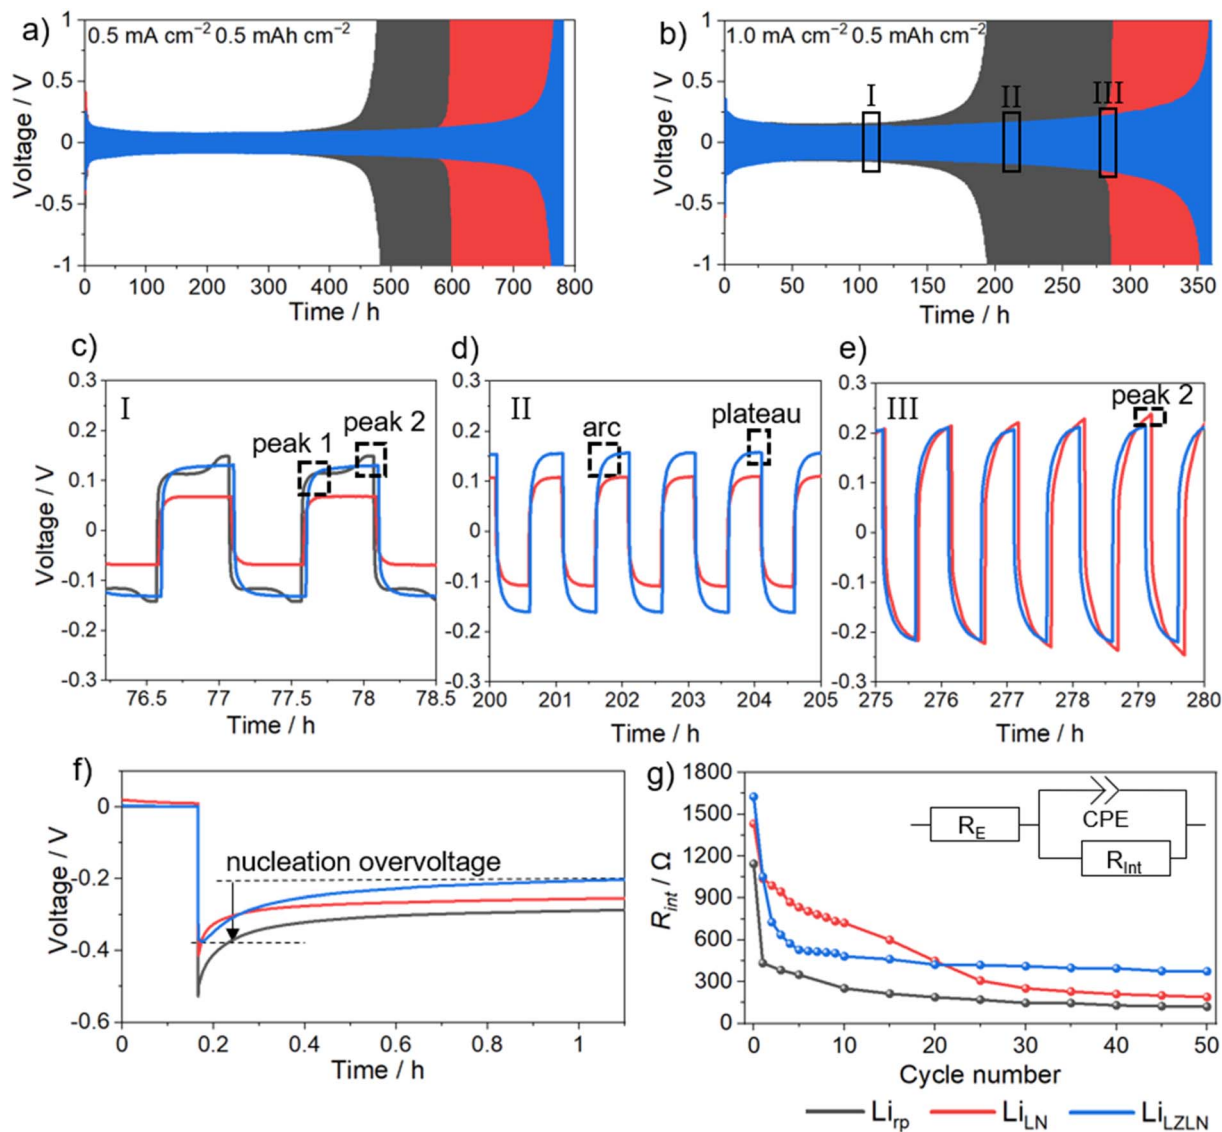 a)
0.5 mA cm⁻² 0.5 mAh cm⁻²
Voltage / V
1
0.5
0
-0.5
-1
0 100 200 300 400 500 600 700 800
Time / h
b)
1.0 mA cm⁻² 0.5 mAh cm⁻²
I
II
III
Voltage / V
1
0.5
0
-0.5
-1
0 50 100 150 200 250 300 350
Time / h
c)
I
peak 1
peak 2
Voltage / V
0.3
0.2
0.1
0
-0.1
-0.2
-0.3
76.5 77 77.5 78 78.5
Time / h
d)
II
arc
plateau
0.3
0.2
0.1
0
-0.1
-0.2
-0.3
200 201 202 203 204 205
Time / h
e)
III
peak 2
0.3
0.2
0.1
0
-0.1
-0.2
-0.3
275 276 277 278 279 280
Time / h
f)
nucleation overvoltage
Voltage / V
0
-0.2
-0.4
-0.6
0 0.2 0.4 0.6 0.8 1
Time / h
g)
R_E
CPE
R_Int
R_int / Ω
1800
1500
1200
900
600
300
0
0 10 20 30 40 50
Cycle number
Li_rp Li_LN Li_LZLN